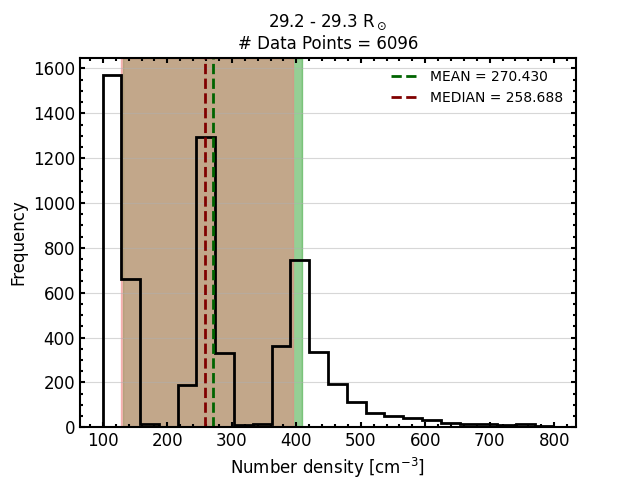 29.2 - 29.3 R⊙
# Data Points = 6096
MEAN = 270.430
MEDIAN = 258.688
Frequency
1600
1400
1200
1000
800
600
400
200
0
100 200 300 400 500 600 700 800
Number density [cm⁻³]